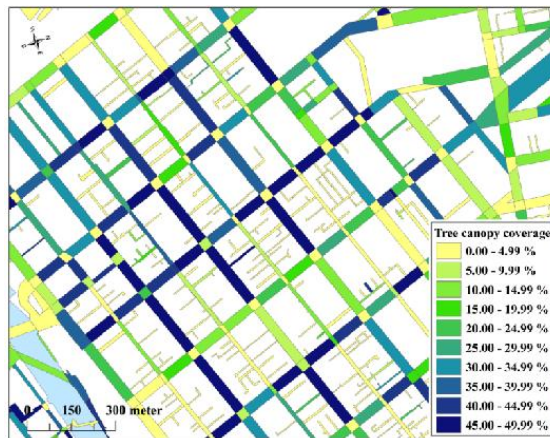 Tree canopy coverage
0.00 - 4.99 %
5.00 - 9.99 %
10.00 - 14.99 %
15.00 - 19.99 %
20.00 - 24.99 %
25.00 - 29.99 %
30.00 - 34.99 %
35.00 - 39.99 %
40.00 - 44.99 %
45.00 - 49.99 %
0 150 300 meter